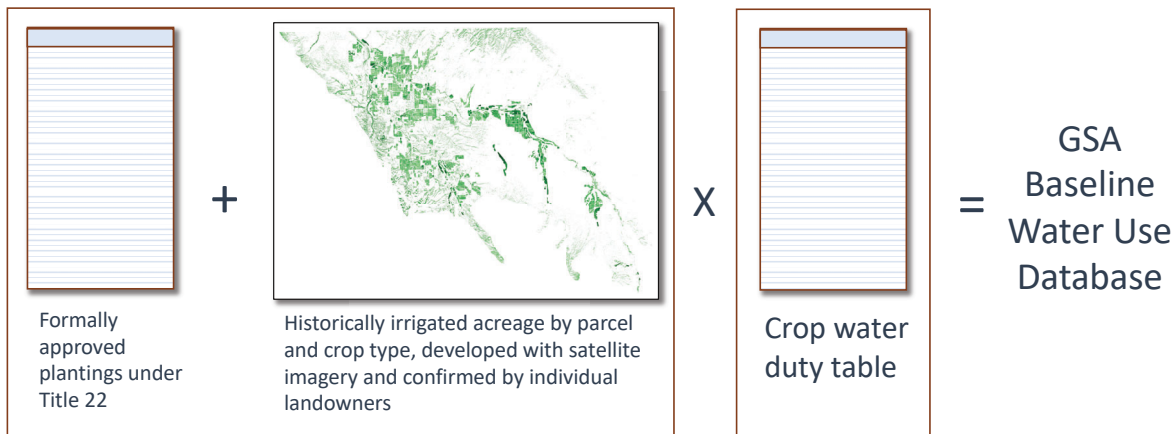 +
X
=
GSA
Baseline
Water Use
Database
Formally
approved
plantings under
Title 22
Historically irrigated acreage by parcel
and crop type, developed with satellite
imagery and confirmed by individual
landowners
Crop water
duty table